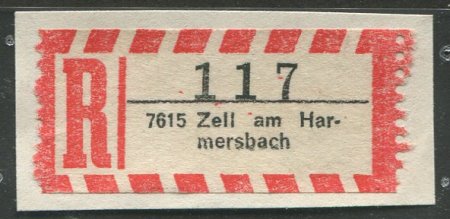 R
117
7615 Zell am Har-
mersbach